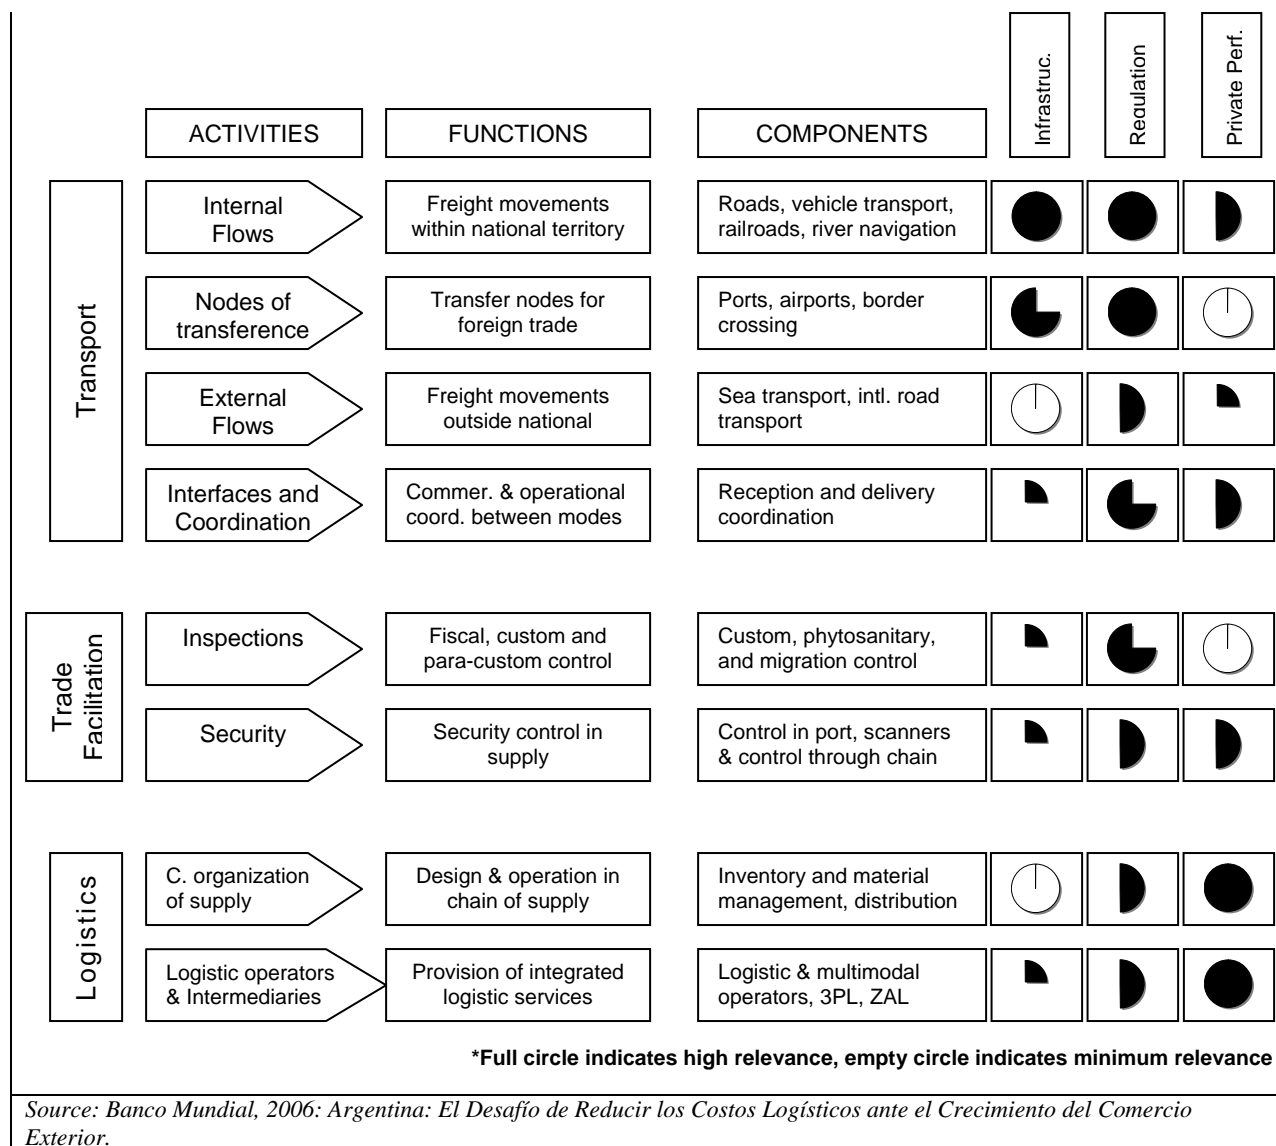 Infrastruc.
Regulation
Private Perf.
ACTIVITIES
FUNCTIONS
COMPONENTS
Transport
Internal
Flows
Freight movements
within national territory
Roads, vehicle transport,
railroads, river navigation
Nodes of
transference
Transfer nodes for
foreign trade
Ports, airports, border
crossing
External
Flows
Freight movements
outside national
Sea transport, intl. road
transport
Interfaces and
Coordination
Commer. & operational
coord. between modes
Reception and delivery
coordination
Trade
Facilitation
Inspections
Fiscal, custom and
para-custom control
Custom, phytosanitary,
and migration control
Security
Security control in
supply
Control in port, scanners
& control through chain
Logistics
C. organization
of supply
Design & operation in
chain of supply
Inventory and material
management, distribution
Logistic operators
& Intermediaries
Provision of integrated
logistic services
Logistic & multimodal
operators, 3PL, ZAL
*Full circle indicates high relevance, empty circle indicates minimum relevance
Source: Banco Mundial, 2006: Argentina: El Desafío de Reducir los Costos Logísticos ante el Crecimiento del Comercio
Exterior.